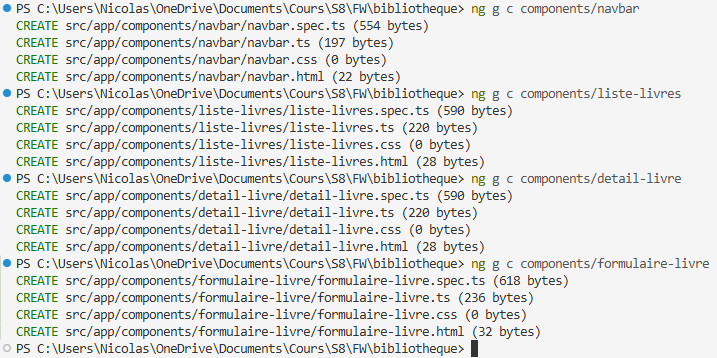 PS C:\Users\Nicolas\OneDrive\Documents\Cours\S8\FW\bibliotheque> ng g c components/navbar
CREATE src/app/components/navbar/navbar.spec.ts (554 bytes)
CREATE src/app/components/navbar/navbar.ts (197 bytes)
CREATE src/app/components/navbar/navbar.css (0 bytes)
CREATE src/app/components/navbar/navbar.html (22 bytes)
PS C:\Users\Nicolas\OneDrive\Documents\Cours\S8\FW\bibliotheque> ng g c components/liste-livres
CREATE src/app/components/liste-livres/liste-livres.spec.ts (590 bytes)
CREATE src/app/components/liste-livres/liste-livres.ts (220 bytes)
CREATE src/app/components/liste-livres/liste-livres.css (0 bytes)
CREATE src/app/components/liste-livres/liste-livres.html (28 bytes)
PS C:\Users\Nicolas\OneDrive\Documents\Cours\S8\FW\bibliotheque> ng g c components/detail-livre
CREATE src/app/components/detail-livre/detail-livre.spec.ts (590 bytes)
CREATE src/app/components/detail-livre/detail-livre.ts (220 bytes)
CREATE src/app/components/detail-livre/detail-livre.css (0 bytes)
CREATE src/app/components/detail-livre/detail-livre.html (28 bytes)
PS C:\Users\Nicolas\OneDrive\Documents\Cours\S8\FW\bibliotheque> ng g c components/formulaire-livre
CREATE src/app/components/formulaire-livre/formulaire-livre.spec.ts (618 bytes)
CREATE src/app/components/formulaire-livre/formulaire-livre.ts (236 bytes)
CREATE src/app/components/formulaire-livre/formulaire-livre.css (0 bytes)
CREATE src/app/components/formulaire-livre/formulaire-livre.html (32 bytes)
PS C:\Users\Nicolas\OneDrive\Documents\Cours\S8\FW\bibliotheque>